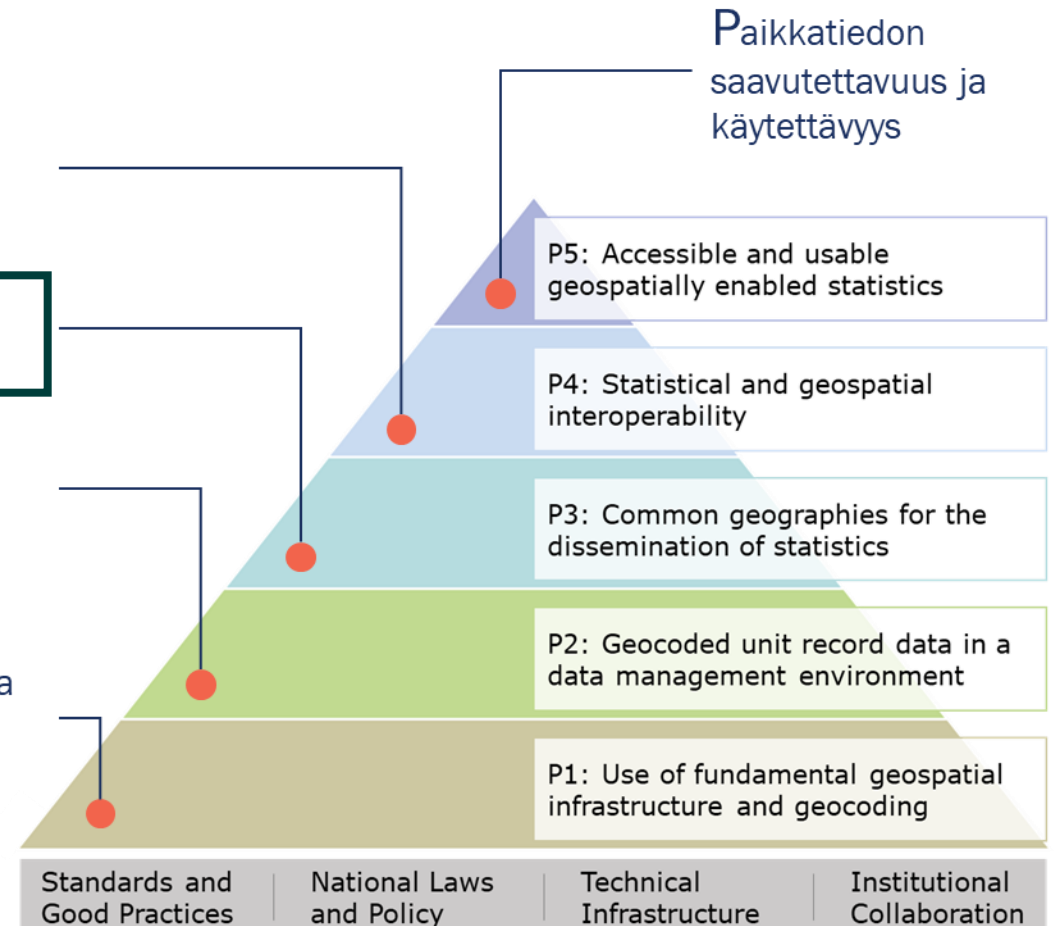 Paikkatiedon
saavutettavuus ja
käytettävyys
P5: Accessible and usable
geospatially enabled statistics
P4: Statistical and geospatial
interoperability
P3: Common geographies for the
dissemination of statistics
P2: Geocoded unit record data in a
data management environment
a
P1: Use of fundamental geospatial
infrastructure and geocoding
Standards and
Good Practices
National Laws
and Policy
Technical
Infrastructure
Institutional
Collaboration